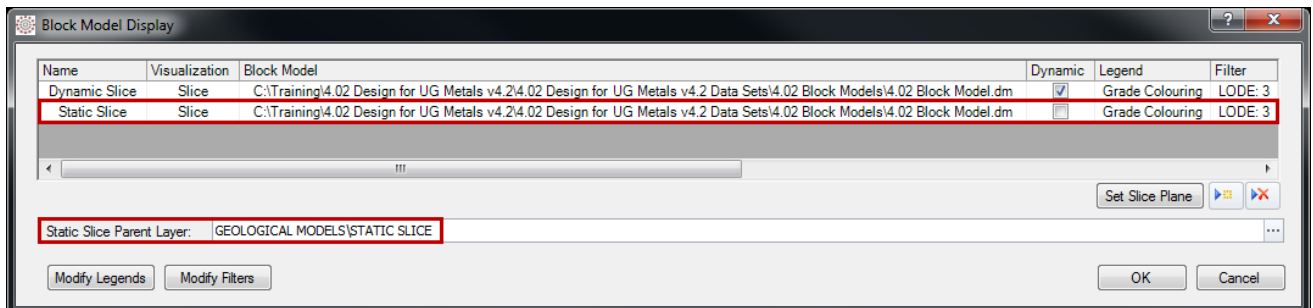 Block Model Display
Name Visualization Block Model Dynamic Legend Filter
Dynamic Slice Slice C:\Training\4.02 Design for UG Metals v4.2\4.02 Design for UG Metals v4.2 Data Sets\4.02 Block Models\4.02 Block Model.dm Grade Colouring LODE: 3
Static Slice Slice C:\Training\4.02 Design for UG Metals v4.2\4.02 Design for UG Metals v4.2 Data Sets\4.02 Block Models\4.02 Block Model.dm Grade Colouring LODE: 3
Set Slice Plane
Static Slice Parent Layer: GEOLOGICAL MODELS\STATIC SLICE ...
Modify Legends Modify Filters OK Cancel